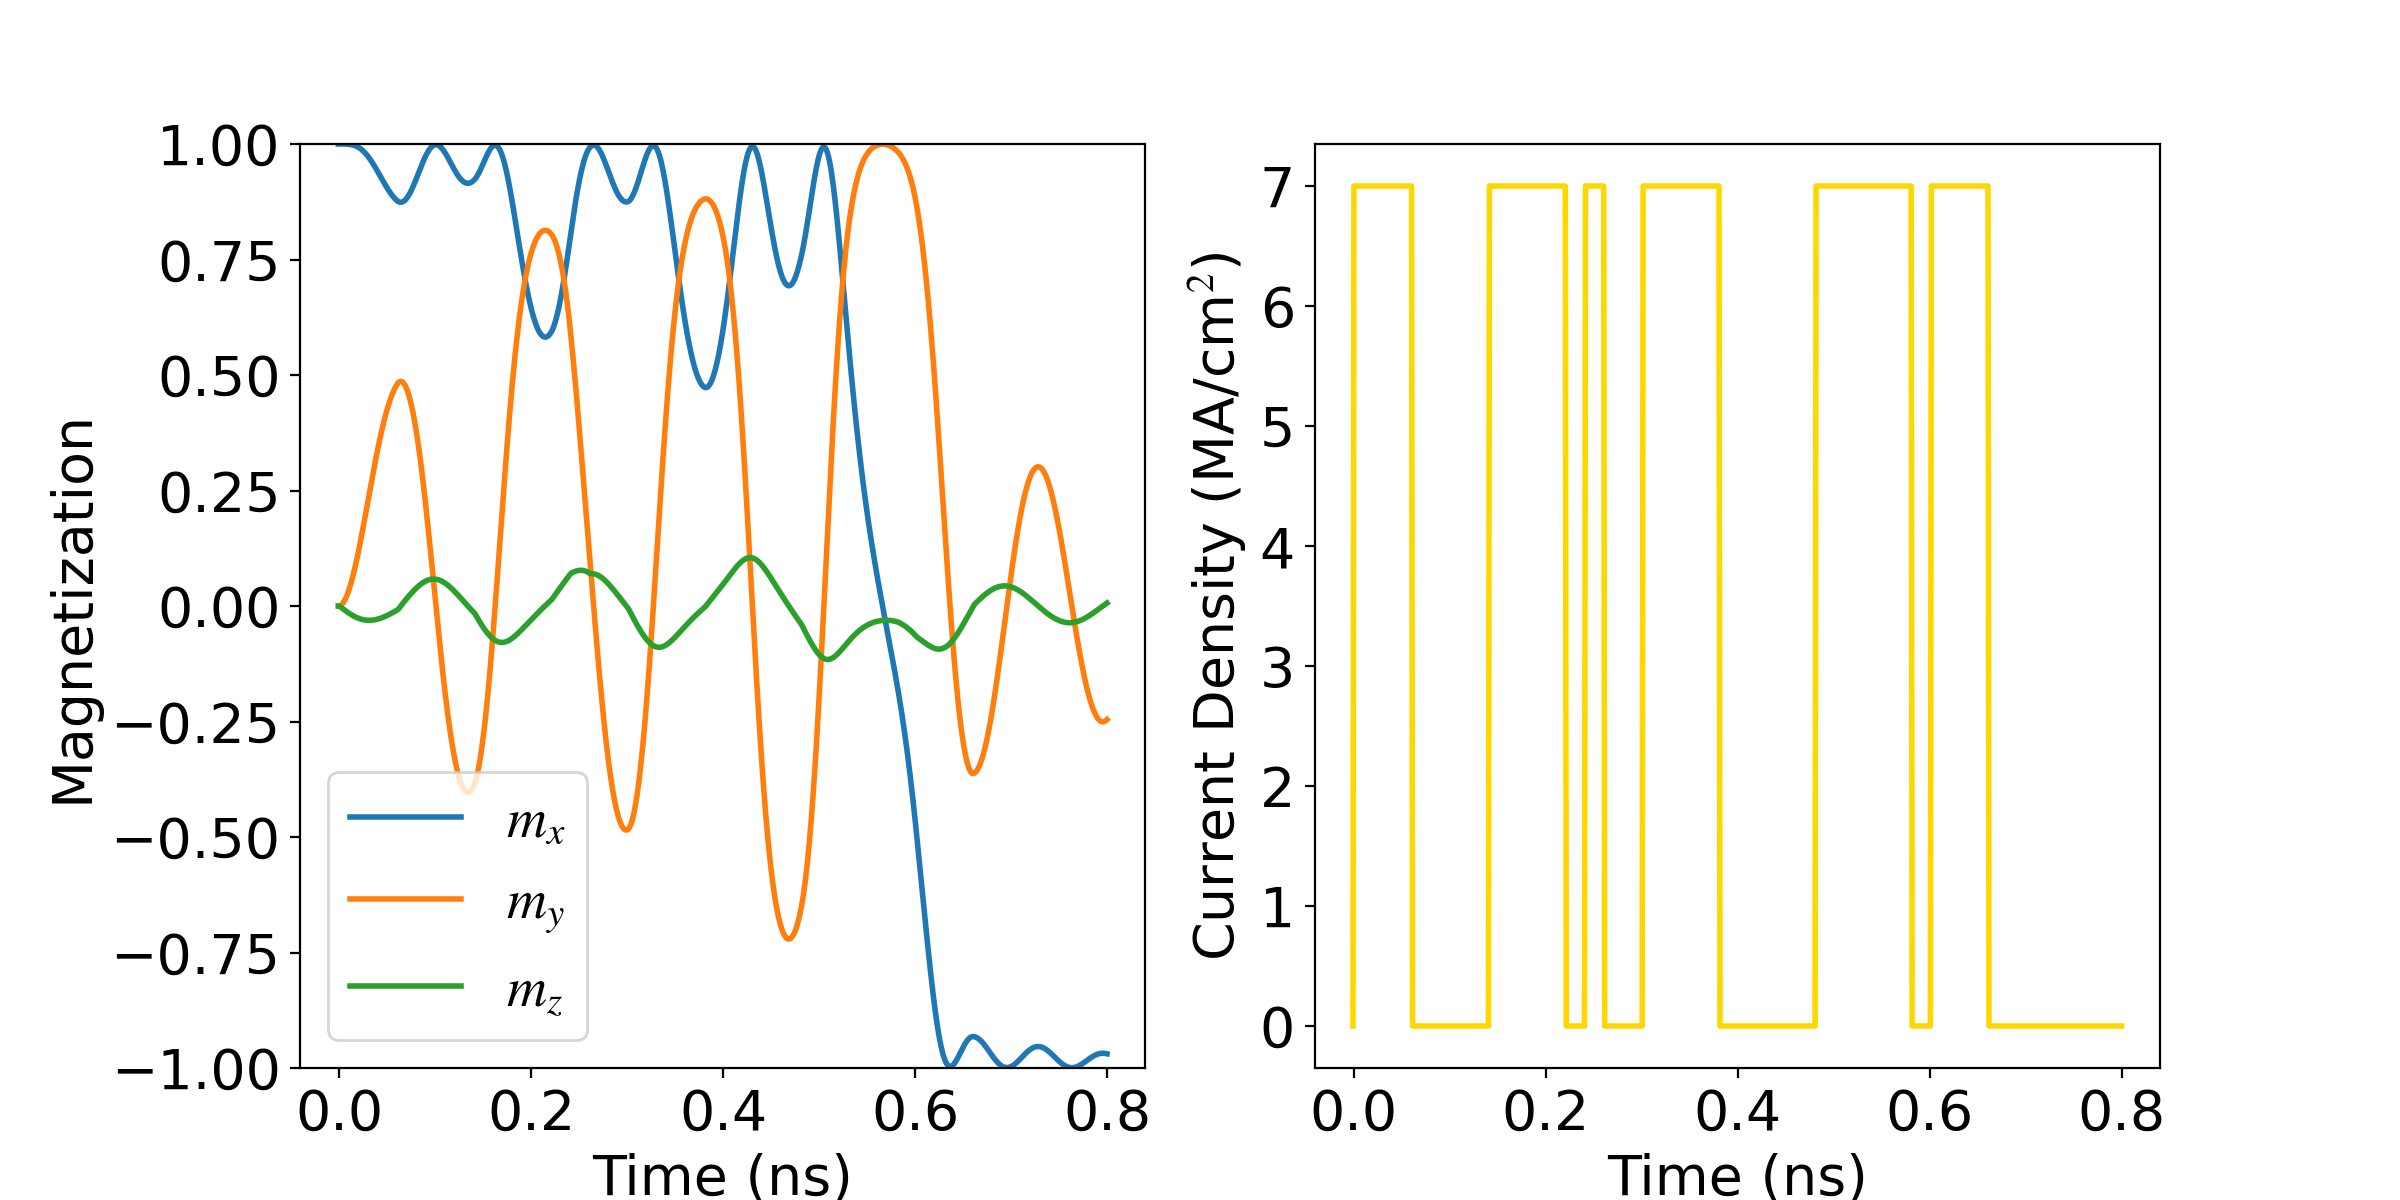 Magnetization
1.00
0.75
0.50
0.25
0.00
−0.25
−0.50
−0.75
−1.00
0.0 0.2 0.4 0.6 0.8
Time (ns)
m_x
m_y
m_z
Current Density (MA/cm²)
7
6
5
4
3
2
1
0
0.0 0.2 0.4 0.6 0.8
Time (ns)